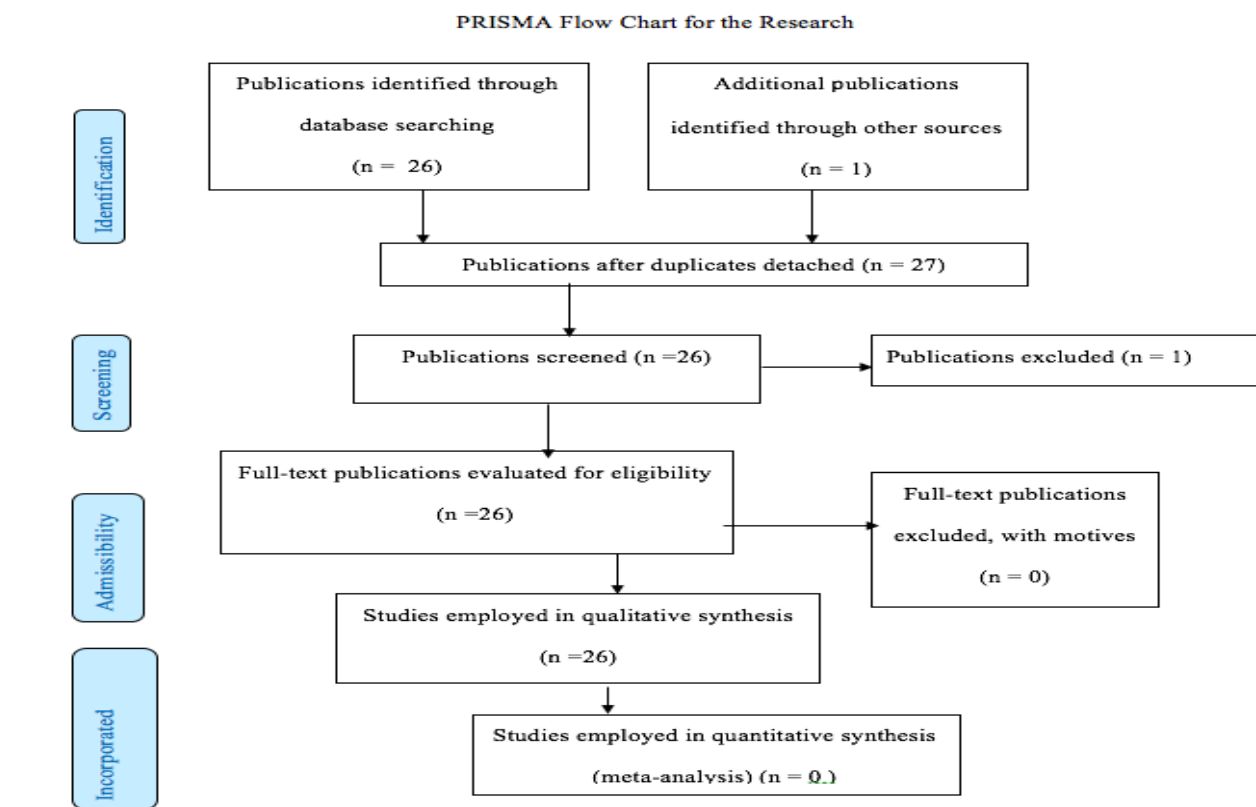 PRISMA Flow Chart for the Research
Publications identified through
database searching
(n = 26)
Additional publications
identified through other sources
(n = 1)
Identification
Publications after duplicates detached (n = 27)
Screening
Publications screened (n =26)
Publications excluded (n = 1)
Full-text publications evaluated for eligibility
(n =26)
Full-text publications
excluded, with motives
(n = 0)
Admissibility
Studies employed in qualitative synthesis
(n =26)
Incorporated
Studies employed in quantitative synthesis
(meta-analysis) (n = 0 )